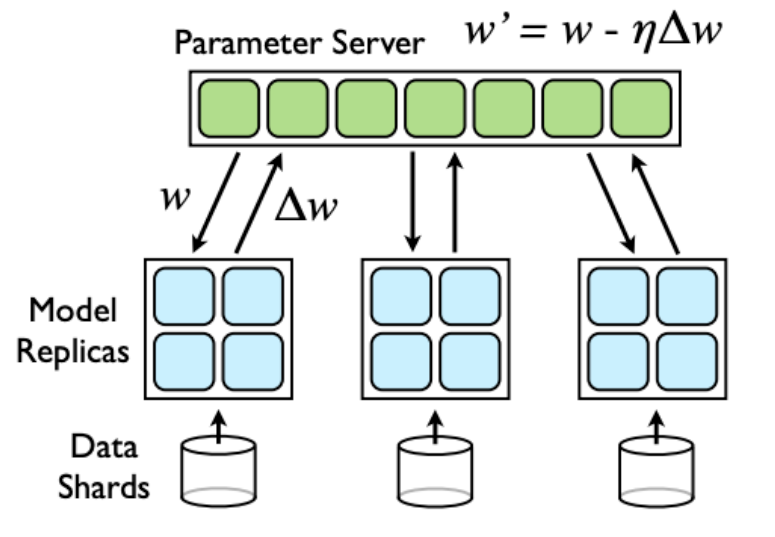 Parameter Server
w' = w - ηΔw
w
Δw
Model
Replicas
Data
Shards